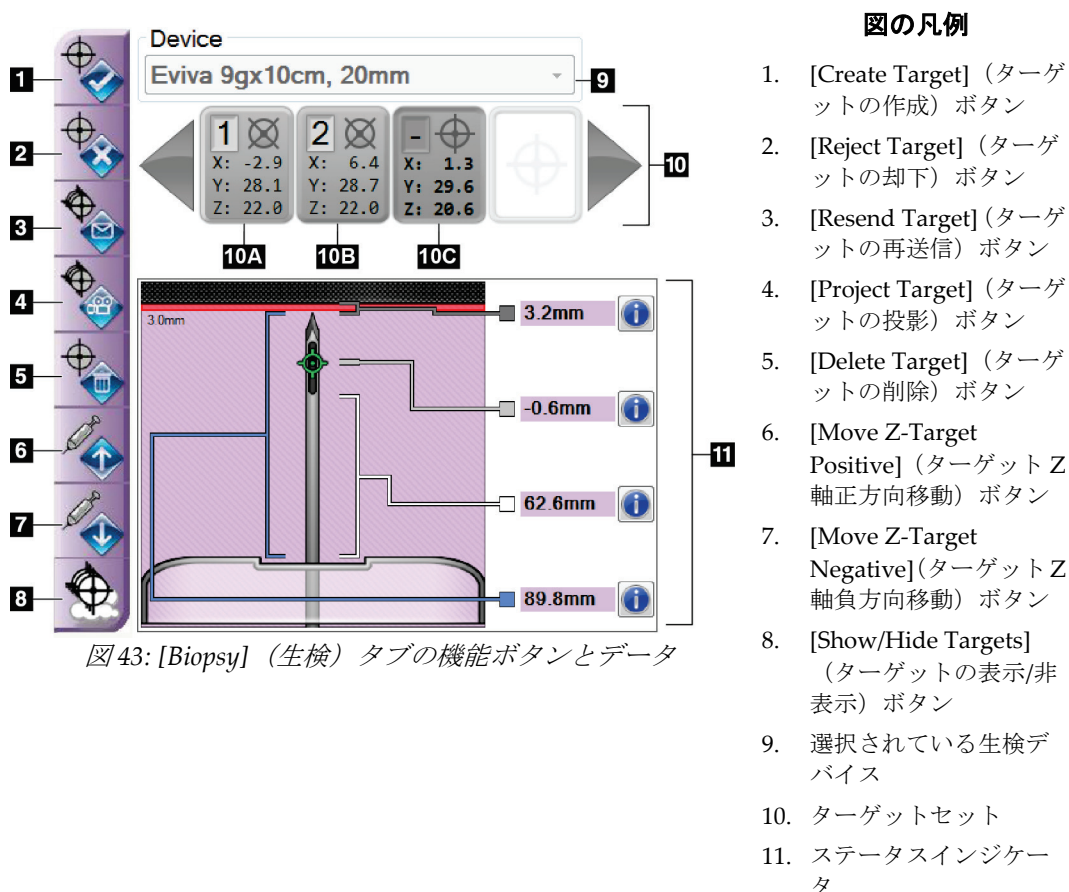 Device
Eviva 9gx10cm, 20mm
1
2
3
4
5
6
7
8
9
10
11
1
X: -2.9
Y: 28.1
Z: 22.0
2
X: 6.4
Y: 28.7
Z: 22.0
-
X: 1.3
Y: 29.6
Z: 20.6
10A
10B
10C
3.0mm
3.2mm
-0.6mm
62.6mm
89.8mm
図 43: [Biopsy]（生検）タブの機能ボタンとデータ
図の凡例
1. [Create Target]（ターゲ
ットの作成）ボタン
2. [Reject Target]（ターゲ
ットの却下）ボタン
3. [Resend Target]（ターゲ
ットの再送信）ボタン
4. [Project Target]（ターゲ
ットの投影）ボタン
5. [Delete Target]（ターゲ
ットの削除）ボタン
6. [Move Z-Target
Positive]（ターゲット Z
軸正方向移動）ボタン
7. [Move Z-Target
Negative]（ターゲット Z
軸負方向移動）ボタン
8. [Show/Hide Targets]
（ターゲットの表示/非
表示）ボタン
9. 選択されている生検デ
バイス
10. ターゲットセット
11. ステータスインジケー
タ